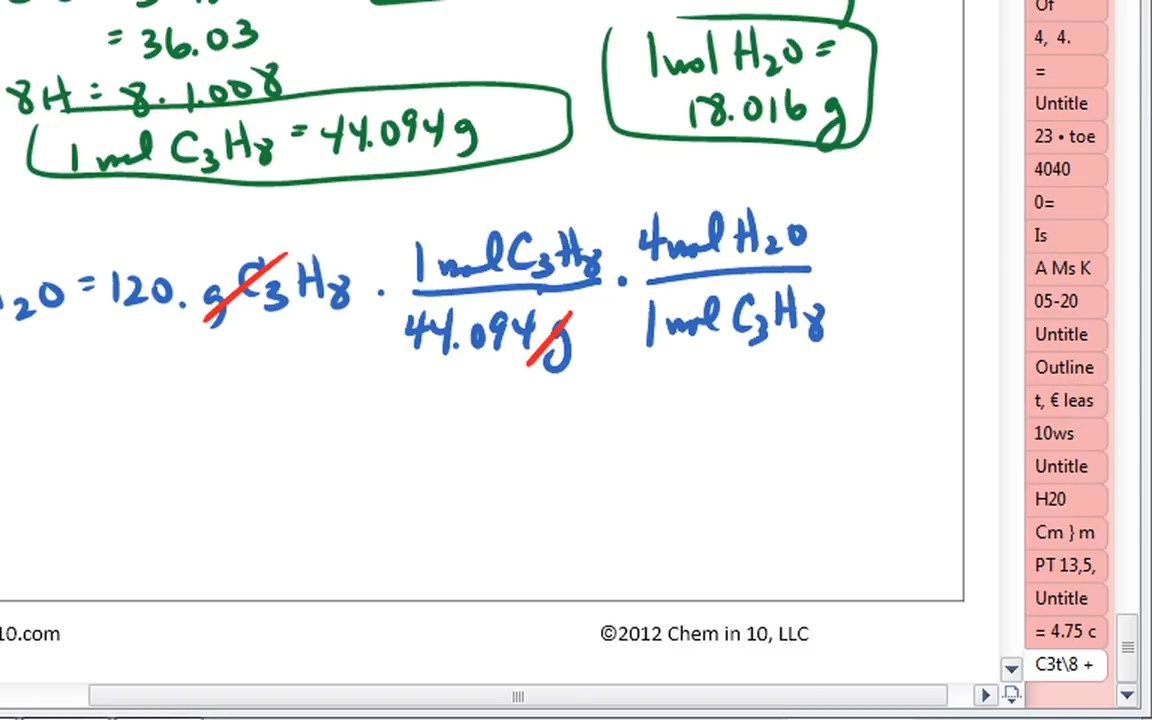 = 36.03
8H = 8 · 1.008
1 mol C3H8 = 44.094 g
1 mol H2O =
18.016 g
2O = 120. g C3H8 · 1 mol C3H8 / 44.094 g · 4 mol H2O / 1 mol C3H8
10.com
©2012 Chem in 10, LLC
Of
4, 4.
=
Untitle
23 • toe
4040
0=
Is
A Ms K
05-20
Untitle
Outline
t, € leas
10ws
Untitle
H20
Cm } m
PT 13,5,
Untitle
= 4.75 c
C3t\8 +